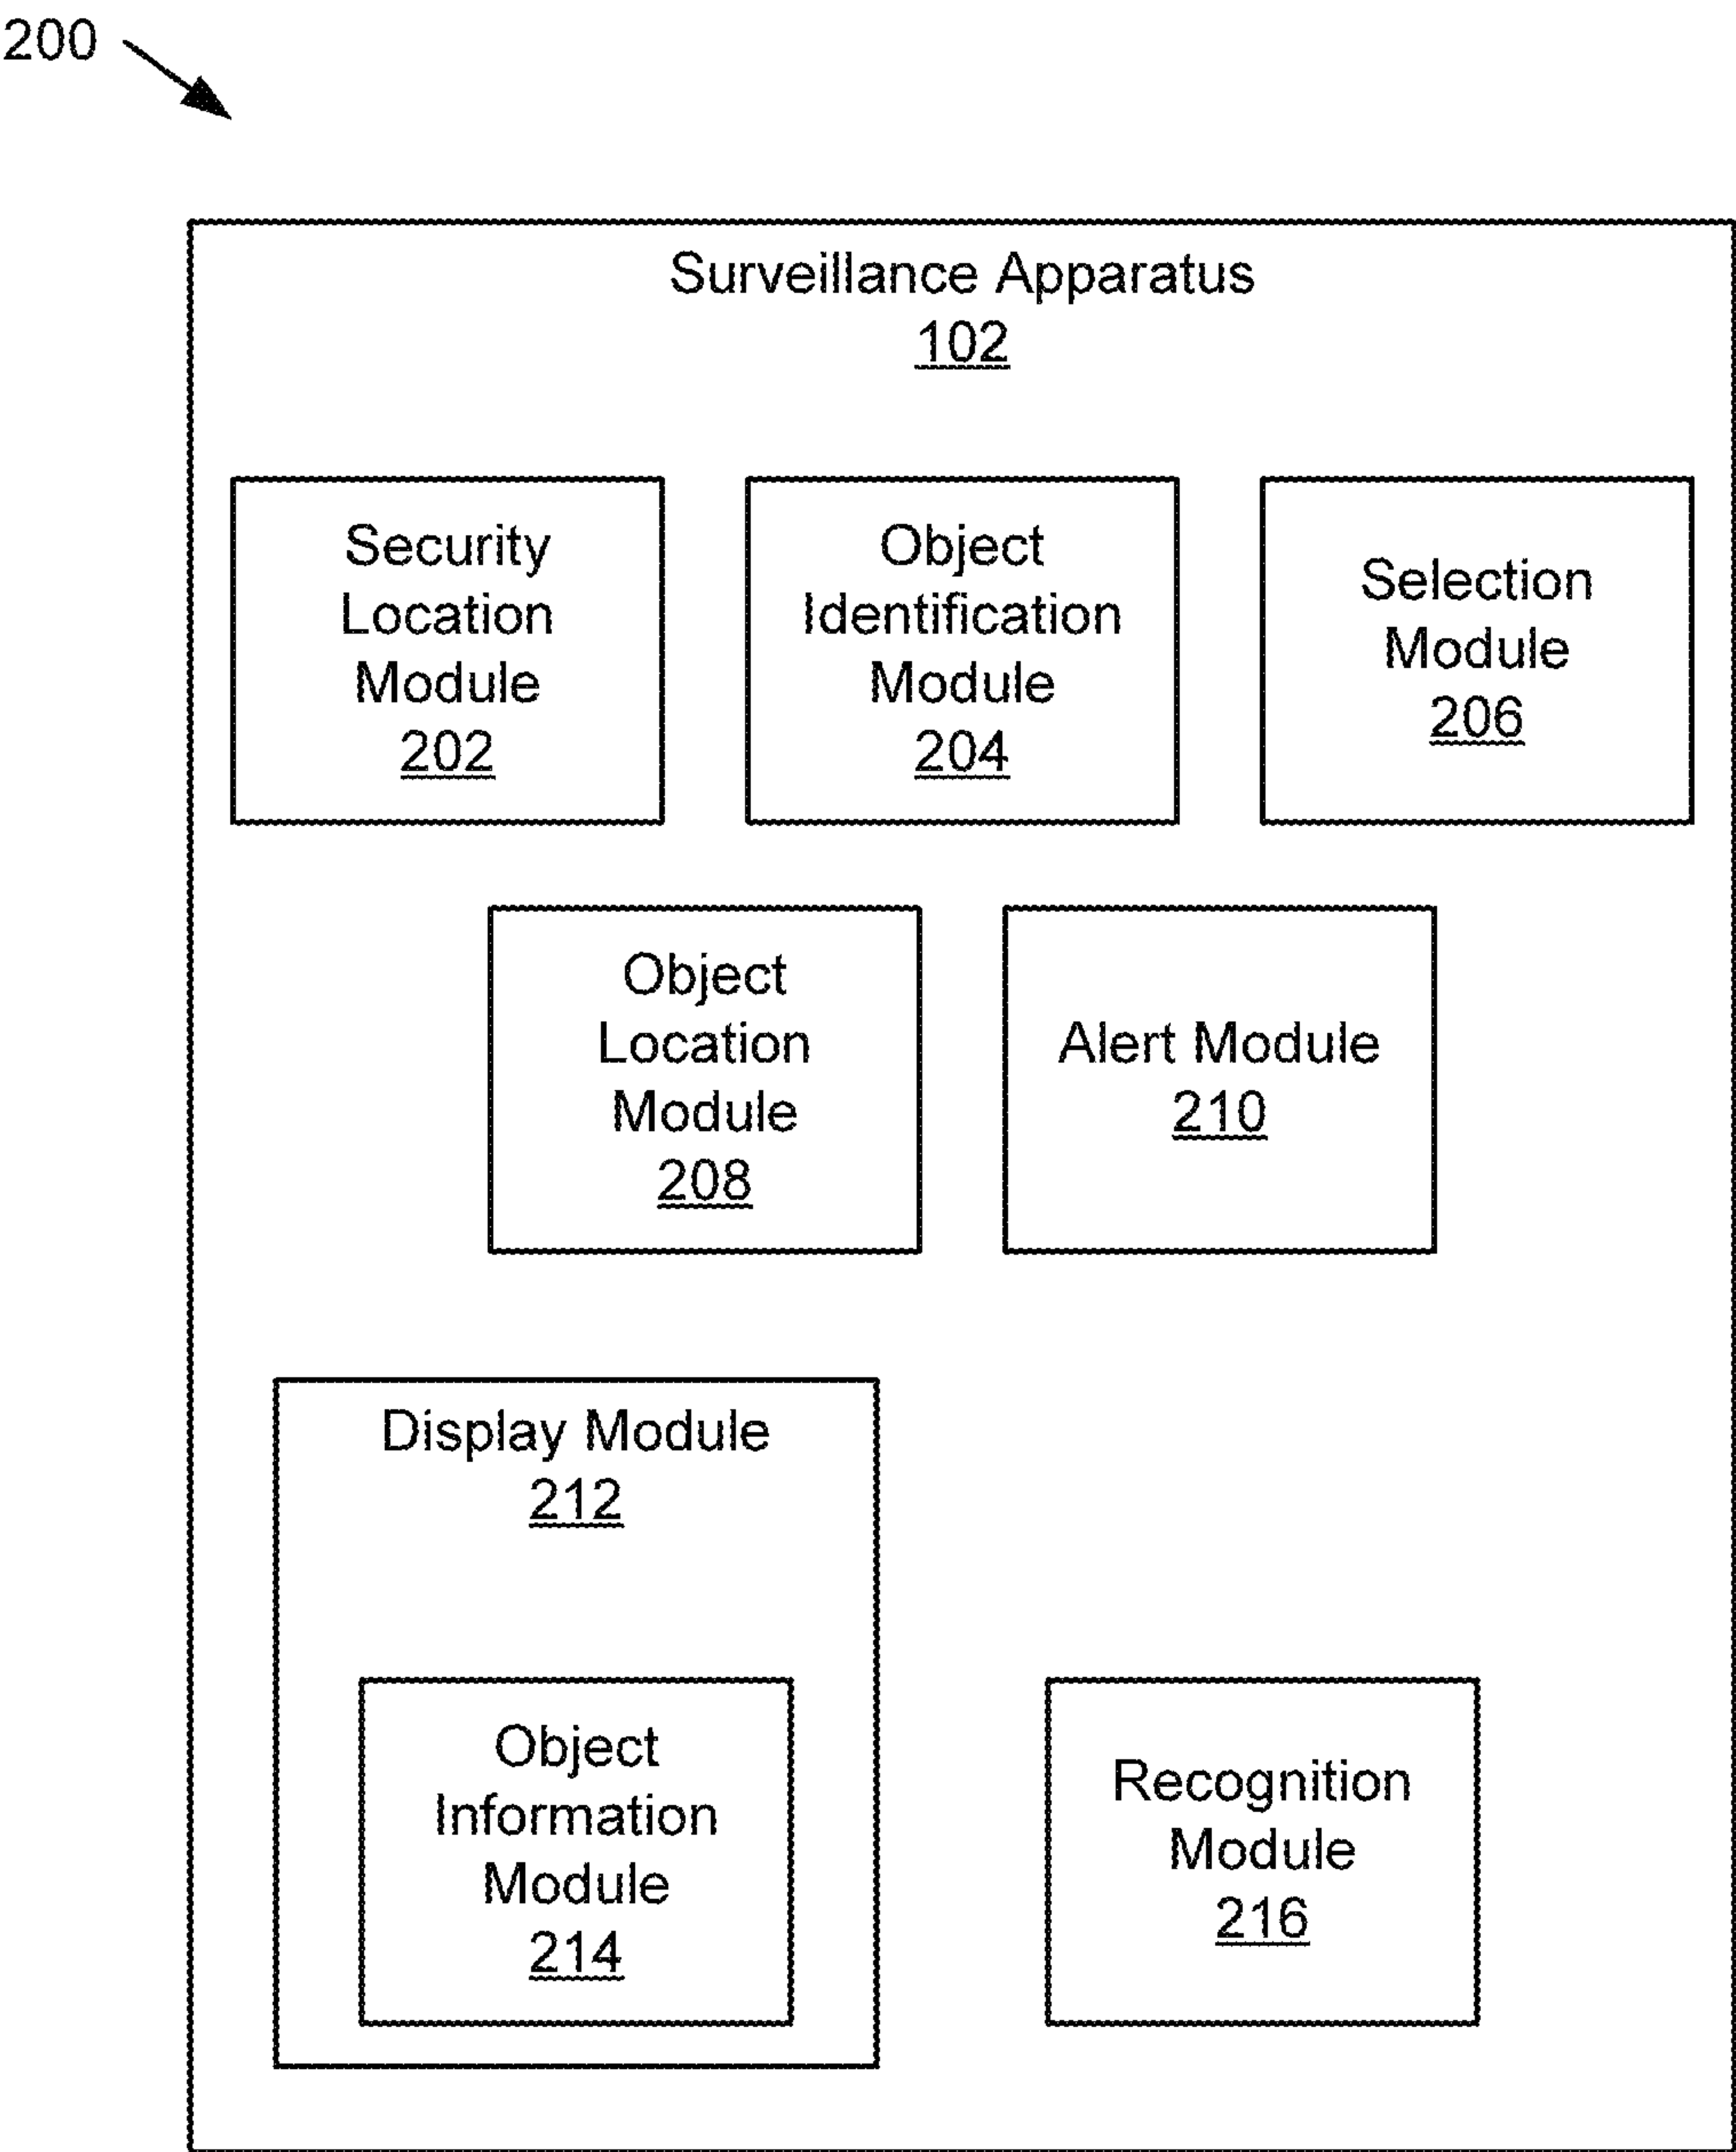 200
Surveillance Apparatus
102
Security
Location
Module
202
Object
Identification
Module
204
Selection
Module
206
Object
Location
Module
208
Alert Module
210
Display Module
212
Object
Information
Module
214
Recognition
Module
216